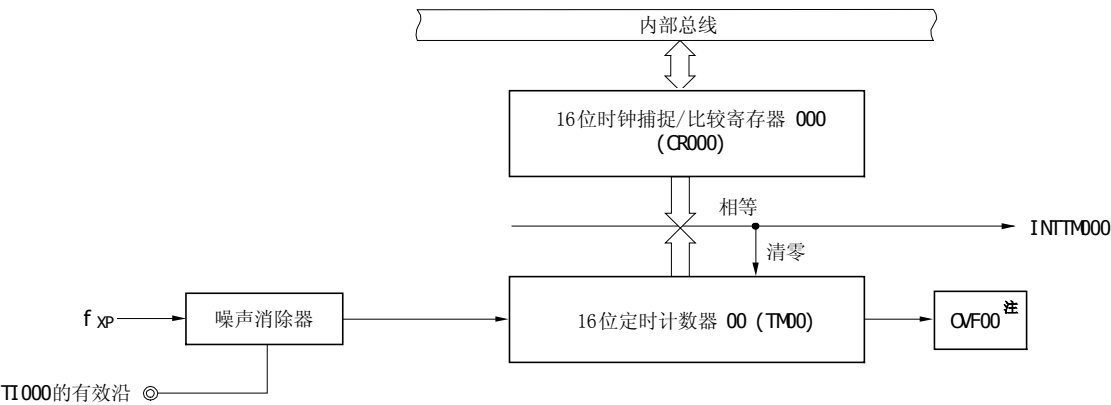 内部总线
16位时钟捕捉/比较寄存器 000
(CR000)
相等
INTTM000
清零
fXP
噪声消除器
16位定时计数器 00 (TM00)
OVF00注
TI000的有效沿